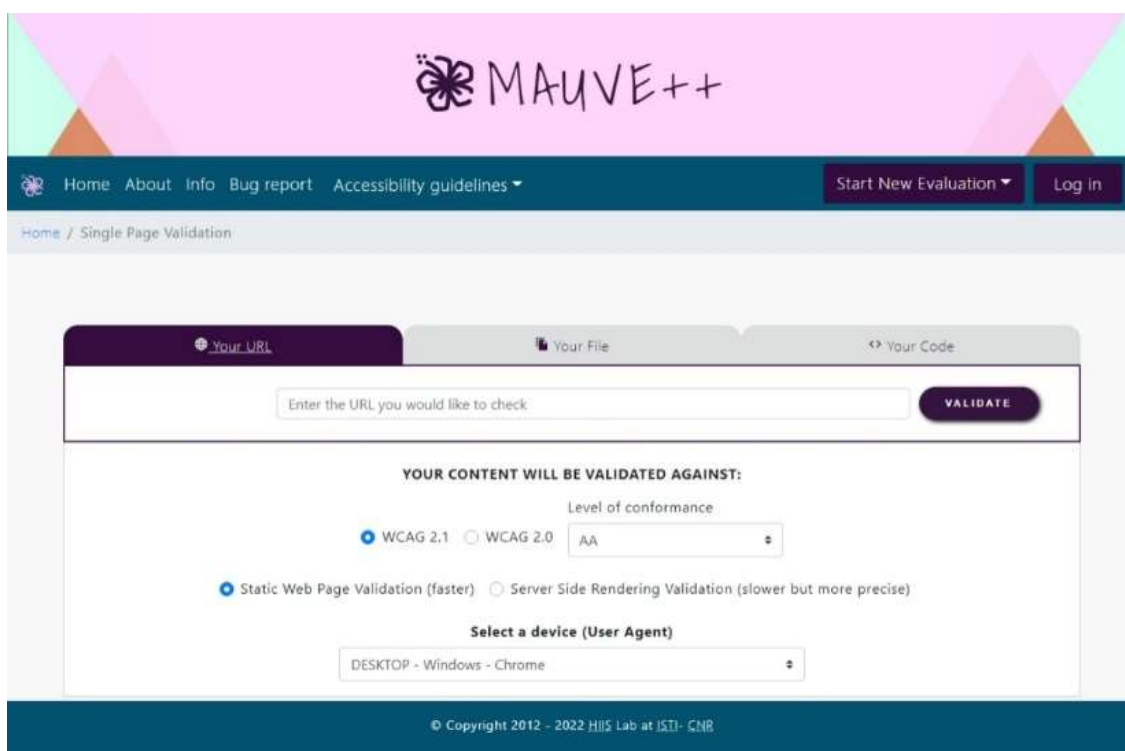 MAUVE++
Home About Info Bug report Accessibility guidelines Start New Evaluation Log in
Home / Single Page Validation
Your URL Your File Your Code
Enter the URL you would like to check VALIDATE
YOUR CONTENT WILL BE VALIDATED AGAINST:
Level of conformance
WCAG 2.1 WCAG 2.0 AA
Static Web Page Validation (faster) Server Side Rendering Validation (slower but more precise)
Select a device (User Agent)
DESKTOP - Windows - Chrome
© Copyright 2012 - 2022 HIIS Lab at ISTI- CNR